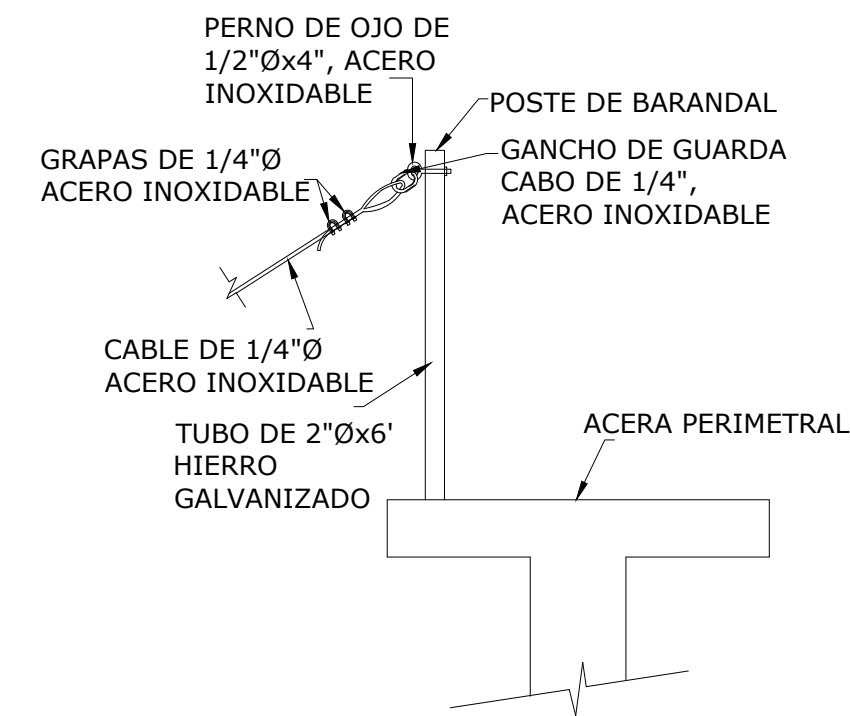 PERNO DE OJO DE
1/2"Øx4", ACERO
INOXIDABLE
POSTE DE BARANDAL
GRAPAS DE 1/4"Ø
ACERO INOXIDABLE
GANCHO DE GUARDA
CABO DE 1/4",
ACERO INOXIDABLE
CABLE DE 1/4"Ø
ACERO INOXIDABLE
TUBO DE 2"Øx6'
HIERRO
GALVANIZADO
ACERA PERIMETRAL